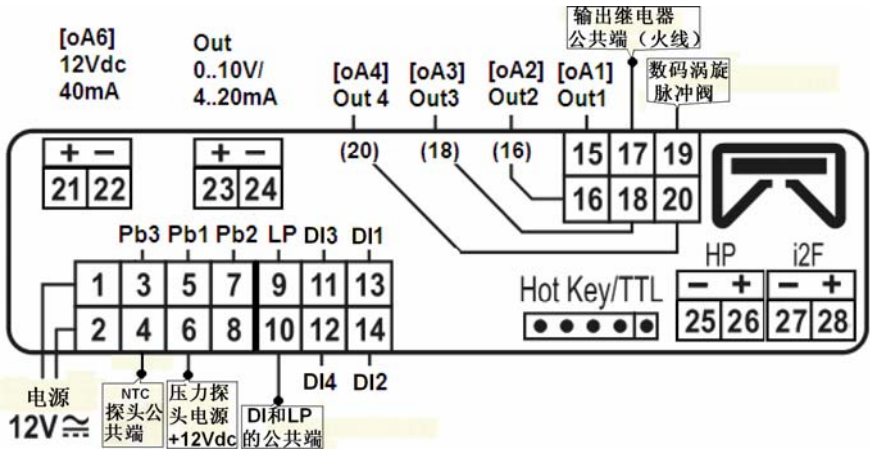 输出继电器
公共端（火线）
[oA6]
12Vdc
40mA
Out
0..10V/
4..20mA
[oA4]
Out 4
[oA3]
Out3
[oA2]
Out2
[oA1]
Out1
数码涡旋
脉冲阀
+ −
21 22
+ −
23 24
(20)
(18)
(16)
15 17 19
16 18 20
Pb3 Pb1 Pb2 LP DI3 DI1
1 3 5 7 9 11 13
2 4 6 8 10 12 14
Hot Key/TTL
HP
− +
25 26
i2F
− +
27 28
DI4 DI2
电源
12V≂
NTC
探头公
共端
压力探
头电源
+12Vdc
DI和LP
的公共端